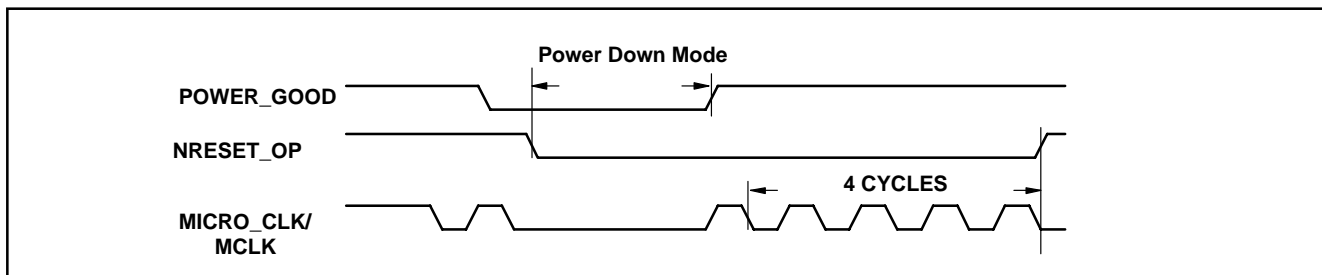 Power Down Mode
POWER_GOOD
NRESET_OP
4 CYCLES
MICRO_CLK/
MCLK